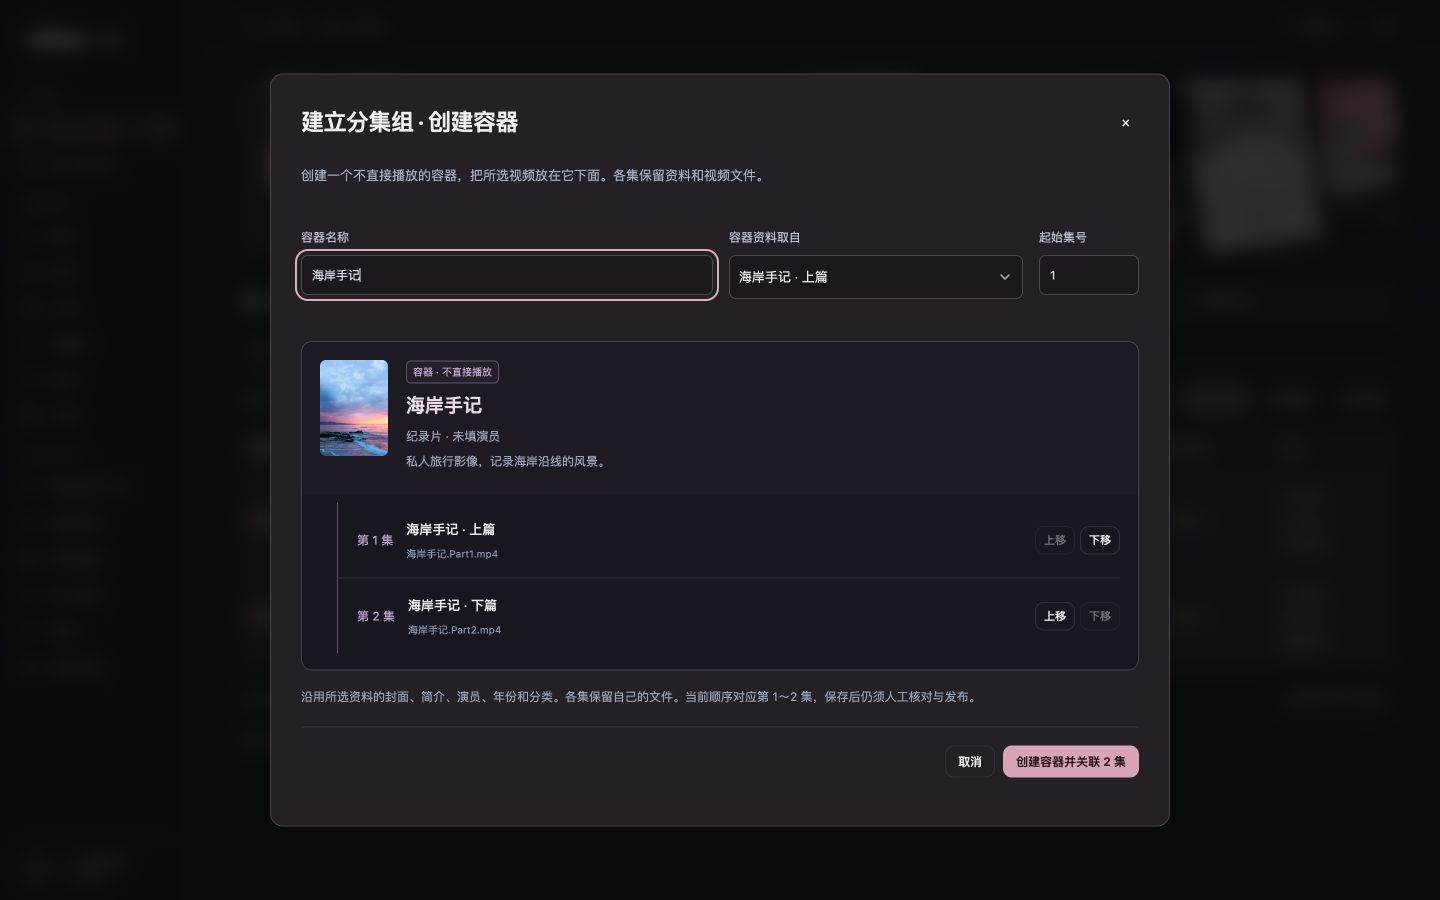 建立分集组 · 创建容器
×
创建一个不直接播放的容器，把所选视频放在它下面。各集保留资料和视频文件。
容器名称
容器资料取自
起始集号
海岸手记
海岸手记 · 上篇
1
容器 · 不直接播放
海岸手记
纪录片 · 未填演员
私人旅行影像，记录海岸沿线的风景。
第 1 集
海岸手记 · 上篇
海岸手记.Part1.mp4
上移
下移
第 2 集
海岸手记 · 下篇
海岸手记.Part2.mp4
上移
下移
沿用所选资料的封面、简介、演员、年份和分类。各集保留自己的文件。当前顺序对应第 1～2 集，保存后仍须人工核对与发布。
取消
创建容器并关联 2 集